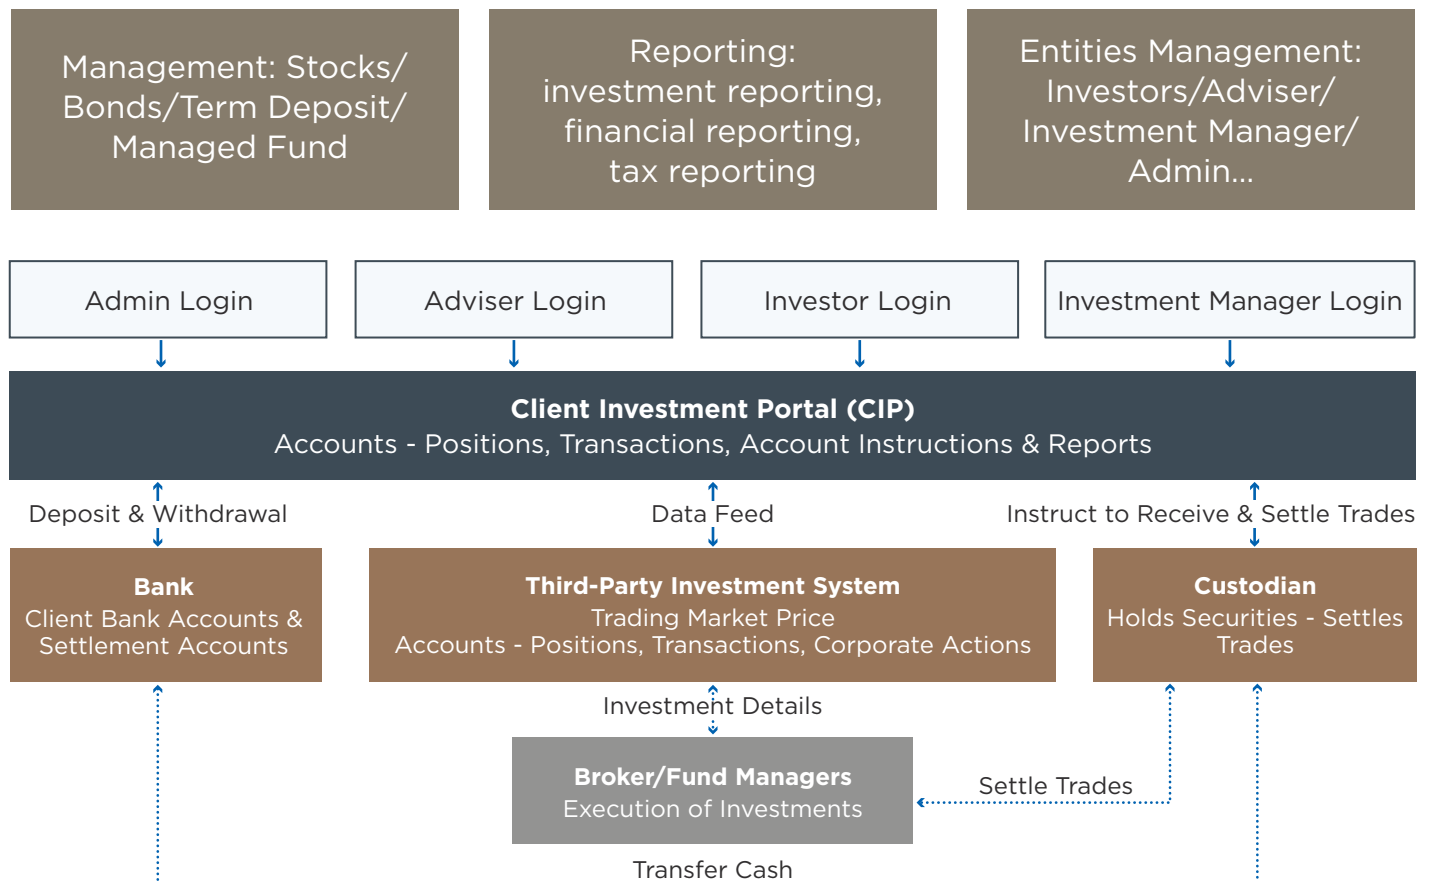 Management: Stocks/
Bonds/Term Deposit/
Managed Fund
Reporting:
investment reporting,
financial reporting,
tax reporting
Entities Management:
Investors/Adviser/
Investment Manager/
Admin...
Admin Login
Adviser Login
Investor Login
Investment Manager Login
Client Investment Portal (CIP)
Accounts - Positions, Transactions, Account Instructions & Reports
Deposit & Withdrawal
Data Feed
Instruct to Receive & Settle Trades
Bank
Client Bank Accounts &
Settlement Accounts
Third-Party Investment System
Trading Market Price
Accounts - Positions, Transactions, Corporate Actions
Custodian
Holds Securities - Settles
Trades
Investment Details
Broker/Fund Managers
Execution of Investments
Settle Trades
Transfer Cash